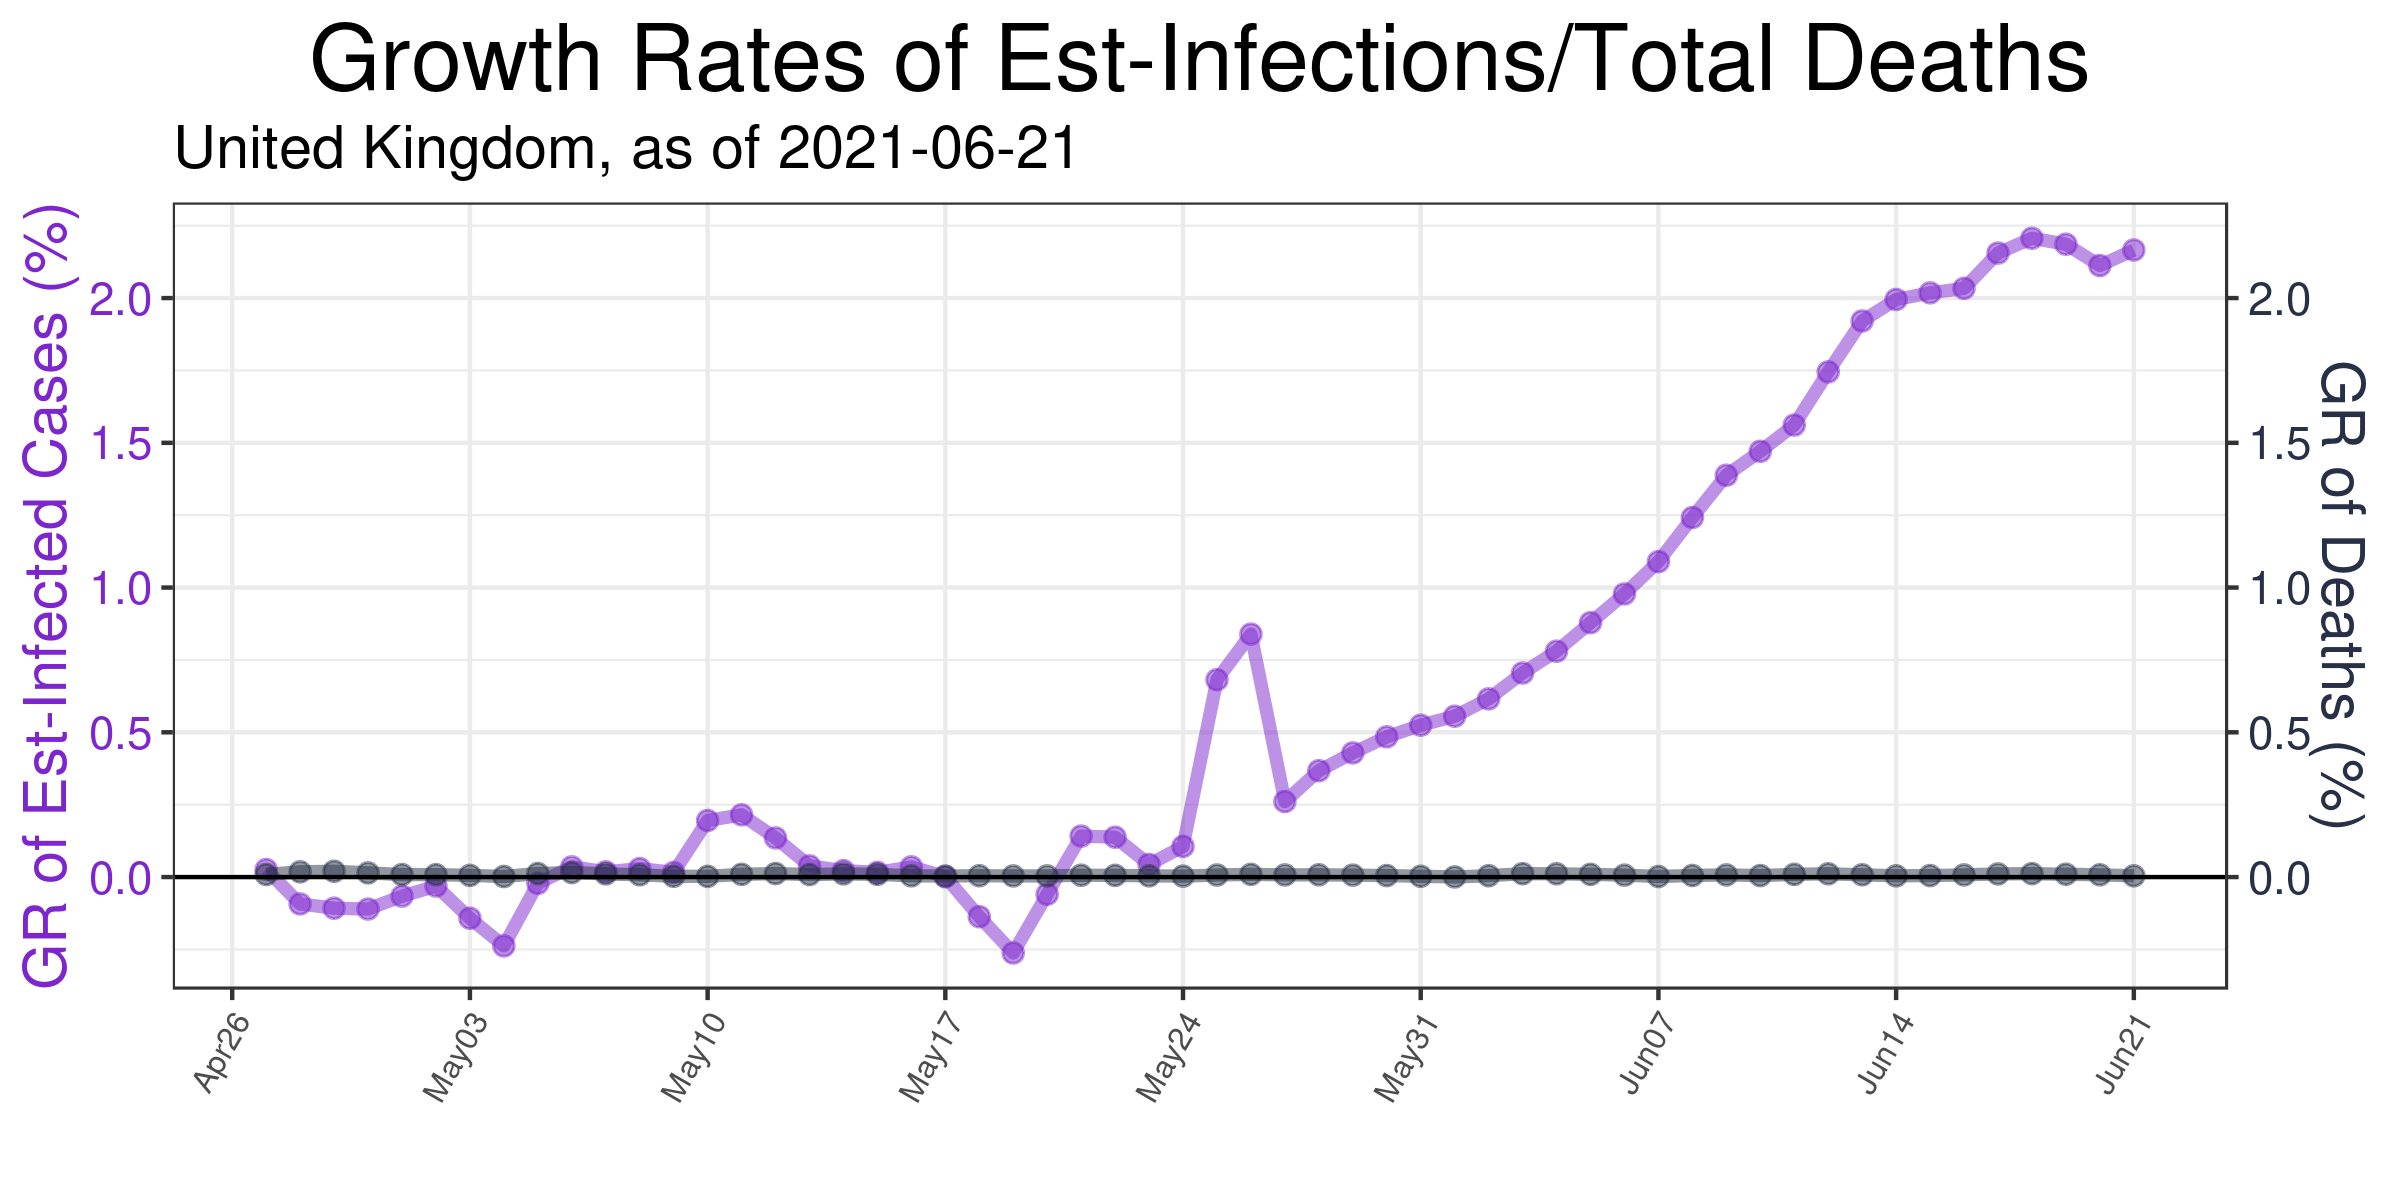 Growth Rates of Est-Infections/Total Deaths
United Kingdom, as of 2021-06-21
GR of Est-Infected Cases (%)
2.0
1.5
1.0
0.5
0.0
2.0
1.5
1.0
0.5
0.0
GR of Deaths (%)
Apr26 May03 May10 May17 May24 May31 Jun07 Jun14 Jun21